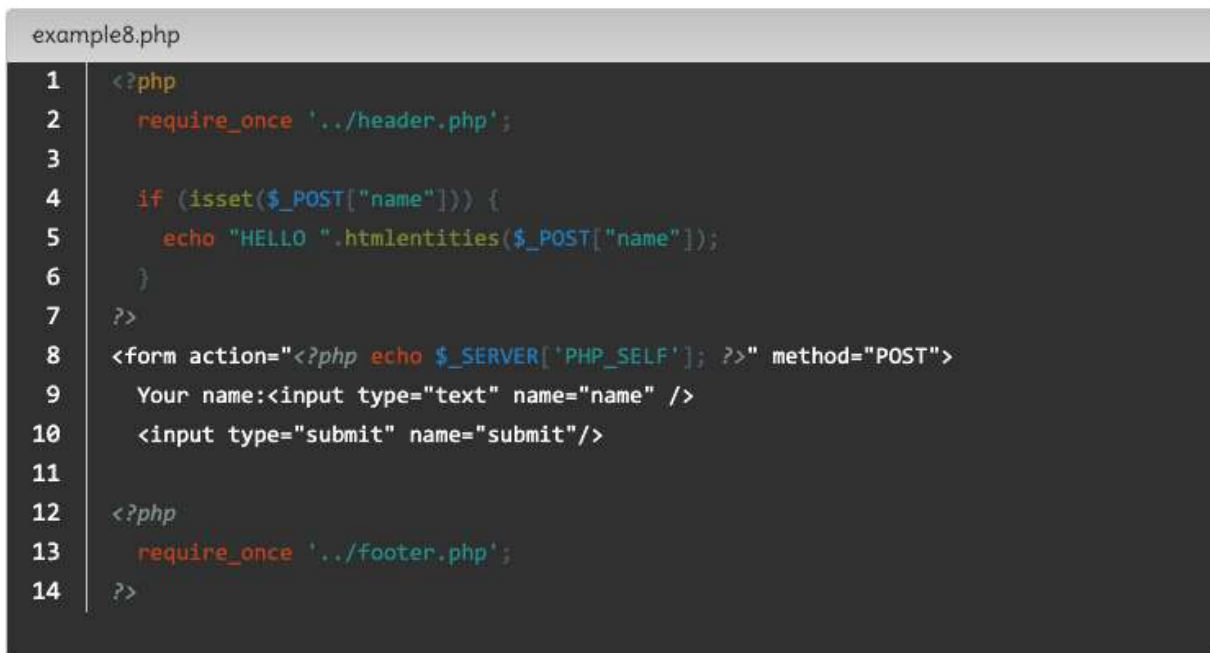 example8.php
1 <?php
2 require_once '../header.php';
3
4 if (isset($_POST["name"])) {
5 echo "HELLO ".htmlentities($_POST["name"]);
6 }
7 ?>
8 <form action="<?php echo $_SERVER['PHP_SELF']; ?>" method="POST">
9 Your name:<input type="text" name="name" />
10 <input type="submit" name="submit"/>
11
12 <?php
13 require_once '../footer.php';
14 ?>